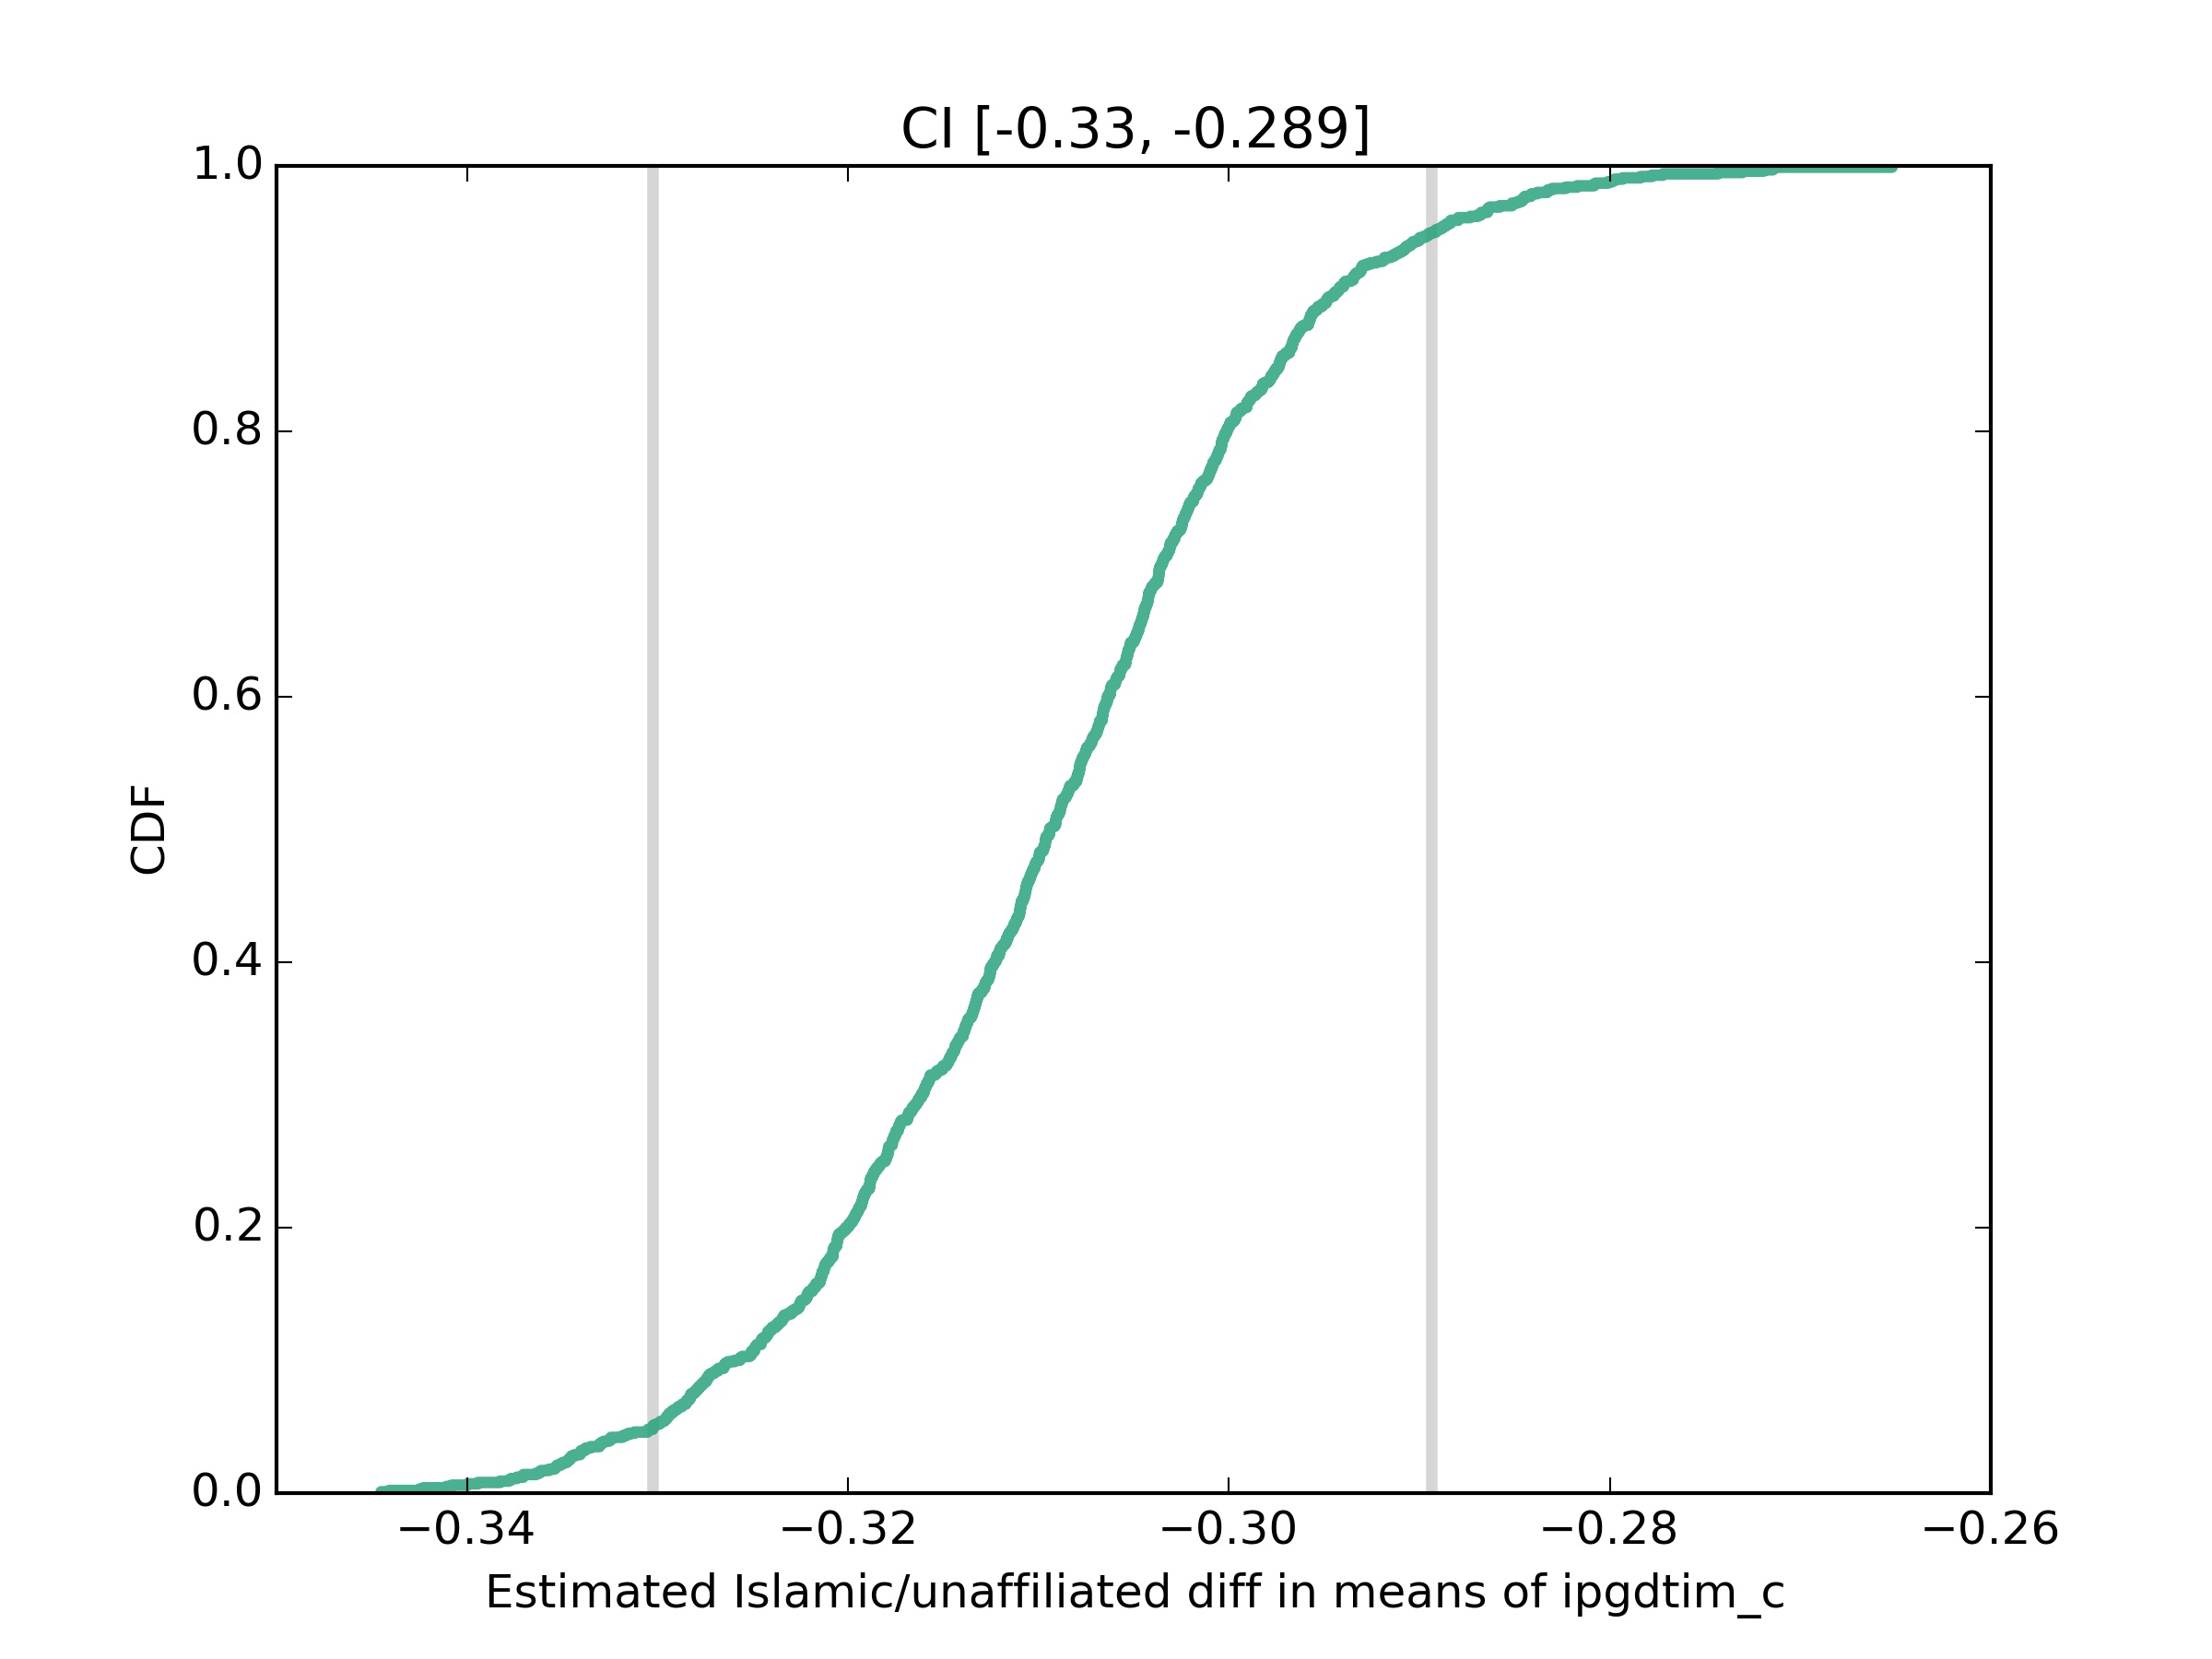 CI [-0.33, -0.289]
1.0
0.8
0.6
0.4
0.2
0.0
CDF
−0.34 −0.32 −0.30 −0.28 −0.26
Estimated Islamic/unaffiliated diff in means of ipgdtim_c